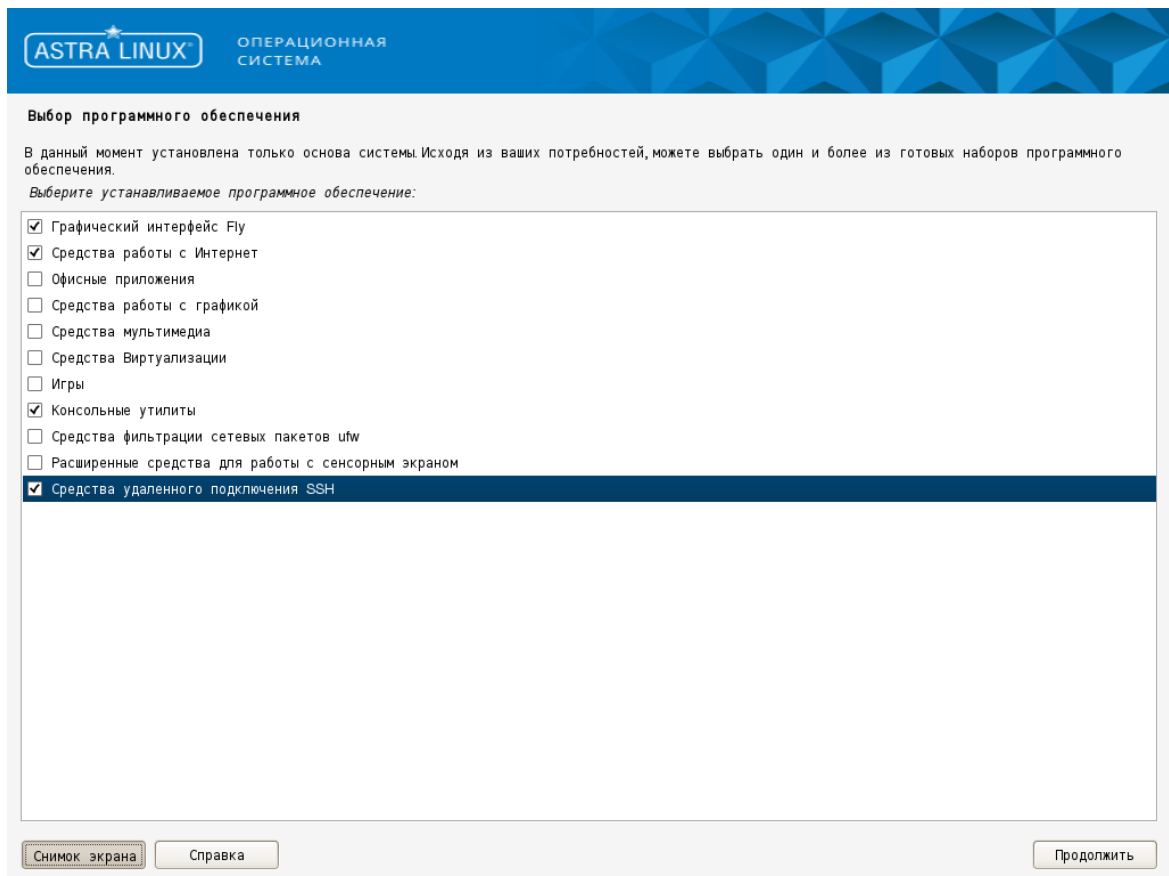 ASTRA LINUX®
ОПЕРАЦИОННАЯ
СИСТЕМА
Выбор программного обеспечения
В данный момент установлена только основа системы. Исходя из ваших потребностей, можете выбрать один и более из готовых наборов программного
обеспечения.
Выберите устанавливаемое программное обеспечение:
Графический интерфейс Fly
Средства работы с Интернет
Офисные приложения
Средства работы с графикой
Средства мультимедиа
Средства Виртуализации
Игры
Консольные утилиты
Средства фильтрации сетевых пакетов ufw
Расширенные средства для работы с сенсорным экраном
Средства удаленного подключения SSH
Снимок экрана
Справка
Продолжить